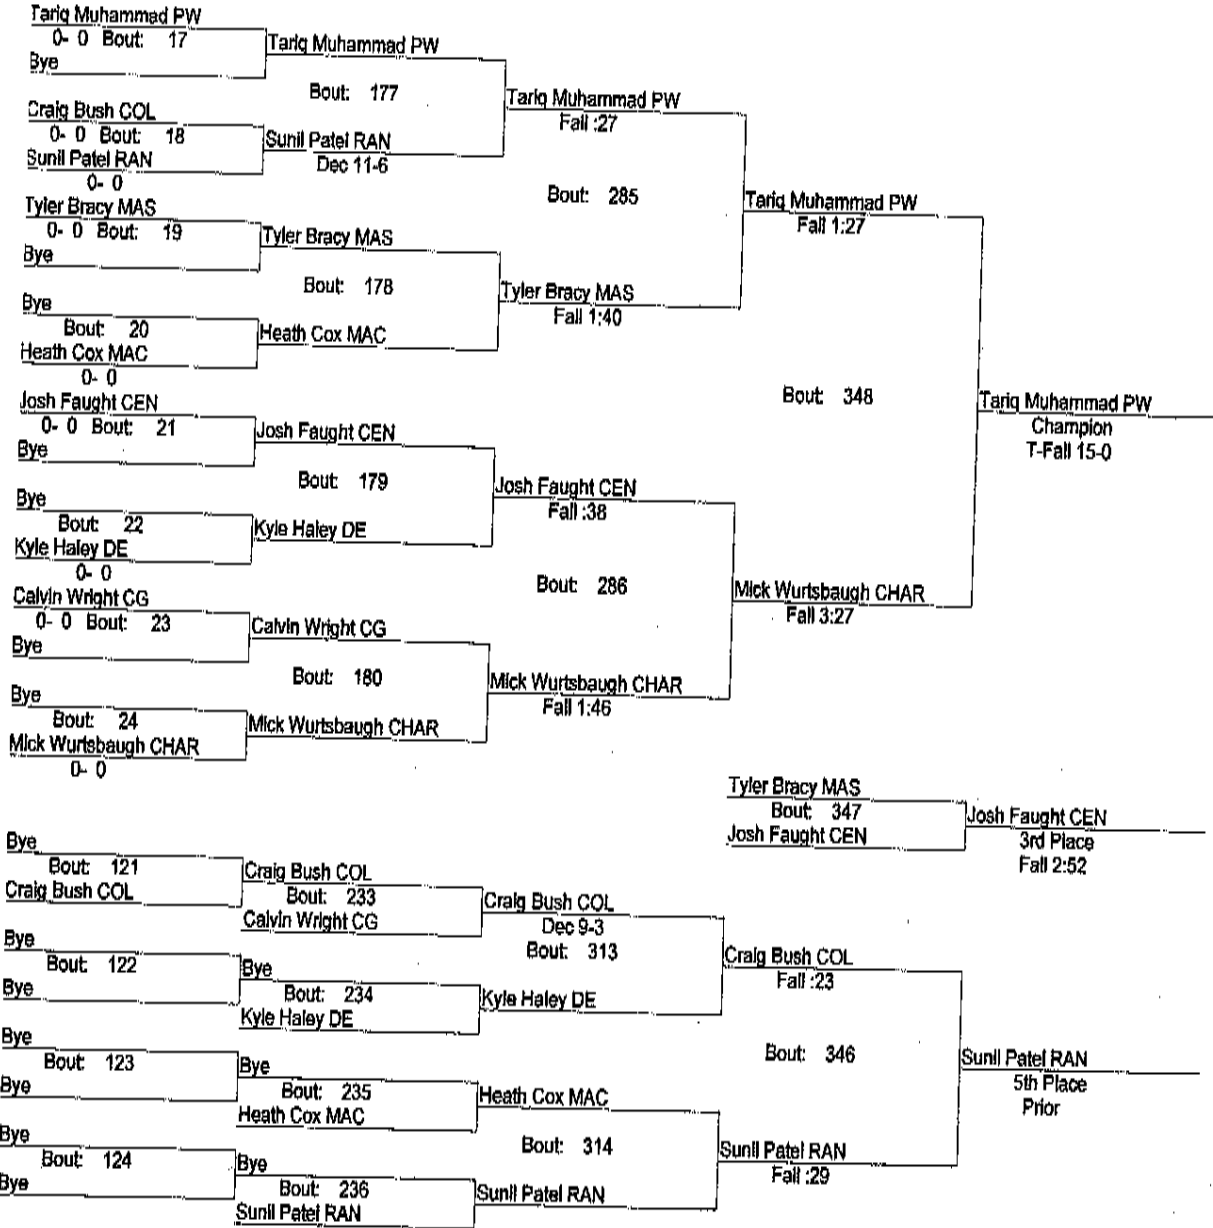 Tariq Muhammad PW
0- 0 Bout: 17
Bye
Tariq Muhammad PW
Bout: 177
Craig Bush COL
0- 0 Bout: 18
Sunil Patel RAN
0- 0
Sunil Patel RAN
Dec 11-6
Tariq Muhammad PW
Fall :27
Bout: 285
Tyler Bracy MAS
0- 0 Bout: 19
Bye
Tyler Bracy MAS
Bout: 178
Bye
Bout: 20
Heath Cox MAC
0- 0
Heath Cox MAC
Tyler Bracy MAS
Fall 1:40
Tariq Muhammad PW
Fall 1:27
Bout: 348
Josh Faught CEN
0- 0 Bout: 21
Bye
Josh Faught CEN
Bout: 179
Bye
Bout: 22
Kyle Haley DE
0- 0
Kyle Haley DE
Josh Faught CEN
Fall :38
Bout: 286
Calvin Wright CG
0- 0 Bout: 23
Bye
Calvin Wright CG
Bout: 180
Bye
Bout: 24
Mick Wurtsbaugh CHAR
0- 0
Mick Wurtsbaugh CHAR
Mick Wurtsbaugh CHAR
Fall 1:46
Mick Wurtsbaugh CHAR
Fall 3:27
Tariq Muhammad PW
Champion
T-Fall 15-0
Tyler Bracy MAS
Bout: 347
Josh Faught CEN
Josh Faught CEN
3rd Place
Fall 2:52
Bye
Bout: 121
Craig Bush COL
Craig Bush COL
Bout: 233
Calvin Wright CG
Craig Bush COL
Dec 9-3
Bout: 313
Bye
Bout: 122
Bye
Bye
Bout: 234
Kyle Haley DE
Kyle Haley DE
Craig Bush COL
Fall :23
Bout: 346
Bye
Bout: 123
Bye
Bye
Bout: 235
Heath Cox MAC
Heath Cox MAC
Bout: 314
Bye
Bout: 124
Bye
Bye
Bout: 236
Sunil Patel RAN
Sunil Patel RAN
Sunil Patel RAN
Fall :29
Sunil Patel RAN
5th Place
Prior